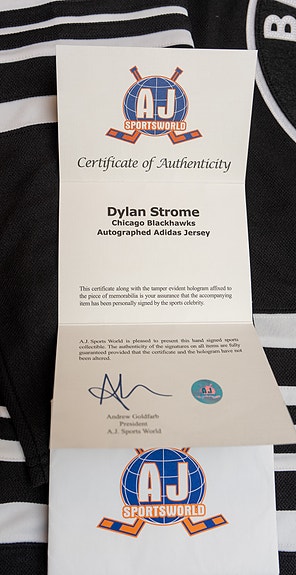 B
AJ
SPORTSWORLD
Certificate of Authenticity
Dylan Strome
Chicago Blackhawks
Autographed Adidas Jersey
This certificate along with the tamper evident hologram affixed to
the piece of memorabilia is your assurance that the accompanying
item has been personally signed by the sports celebrity.
A.J. Sports World is pleased to present this hand signed sports
collectible. The authenticity of the signatures on all items are fully
guaranteed provided that the certificate and the hologram have not
been altered.
Andrew Goldfarb
President
A.J. Sports World
AJ
SPORTSWORLD